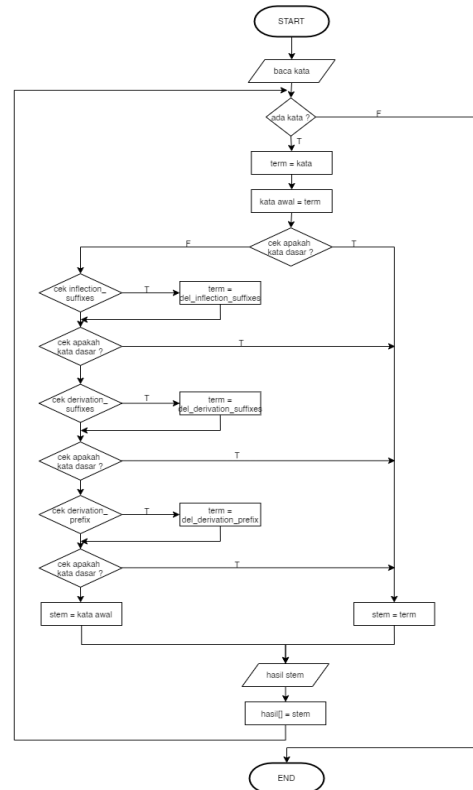 START
baca kata
ada kata ?
F
T
term = kata
kata awal = term
cek apakah
kata dasar ?
F
T
cek inflection_
suffixes
T
term =
del_inflection_suffixes
cek apakah
kata dasar ?
T
cek derivation_
suffixes
T
term =
del_derivation_suffixes
cek apakah
kata dasar ?
T
cek derivation_
prefix
T
term =
del_derivation_prefix
cek apakah
kata dasar ?
T
stem = kata awal
stem = term
hasil stem
hasil[] = stem
END